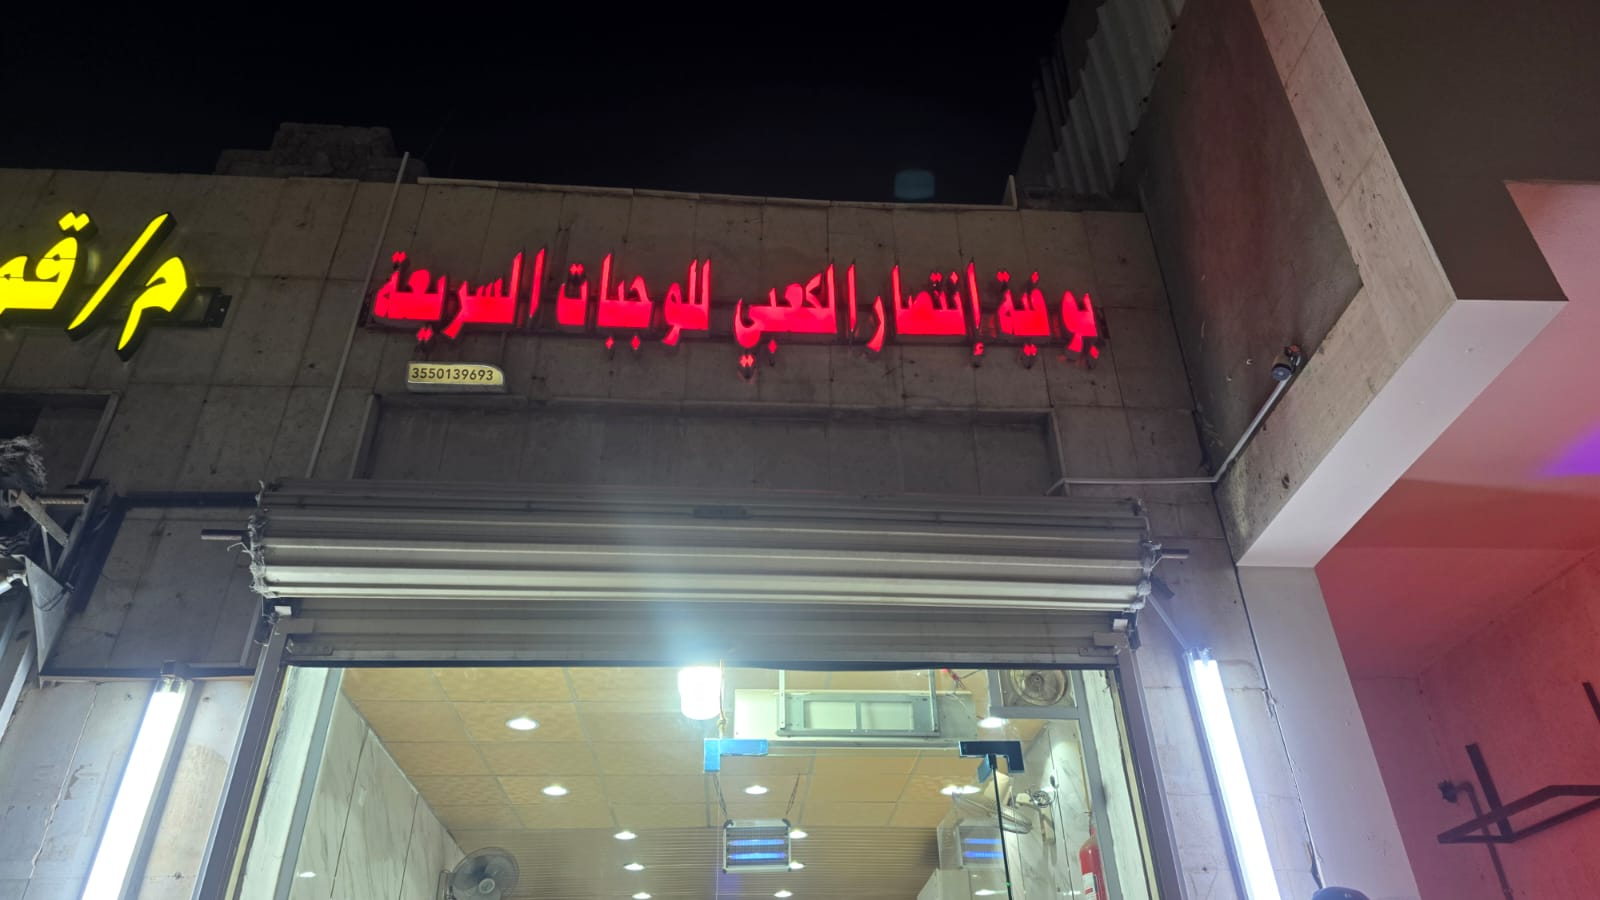 بوفية إنتصار الكعبي للوجبات السريعة
3550139693
م/قم